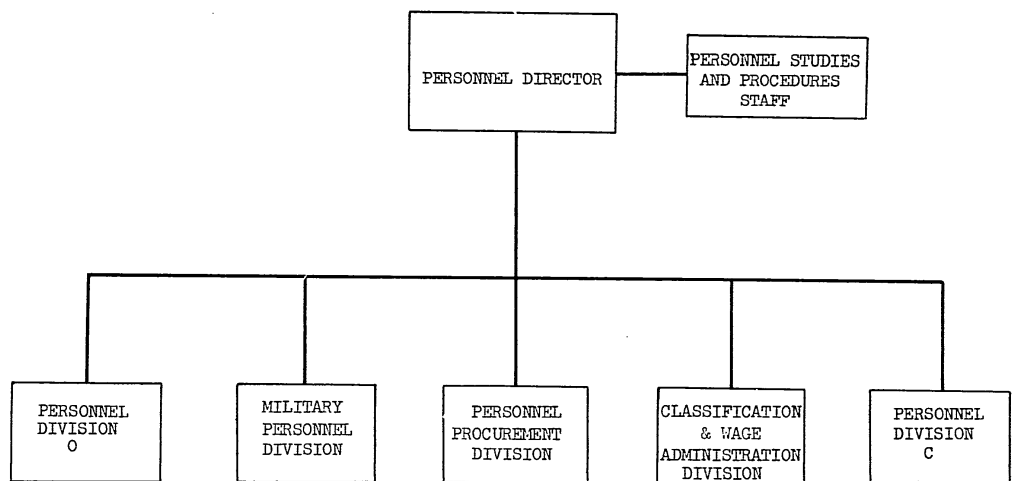 PERSONNEL DIRECTOR
PERSONNEL STUDIES
AND PROCEDURES
STAFF
PERSONNEL
DIVISION
O
MILITARY
PERSONNEL
DIVISION
PERSONNEL
PROCUREMENT
DIVISION
CLASSIFICATION
& WAGE
ADMINISTRATION
DIVISION
PERSONNEL
DIVISION
C